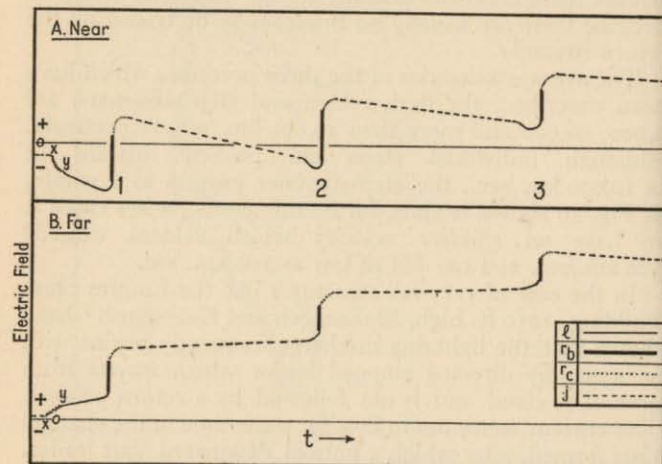 A. Near
+
o
x
-
y
1
2
3
B. Far
Electric Field
y
+
-
x
o
t
l
r_b
r_c
j